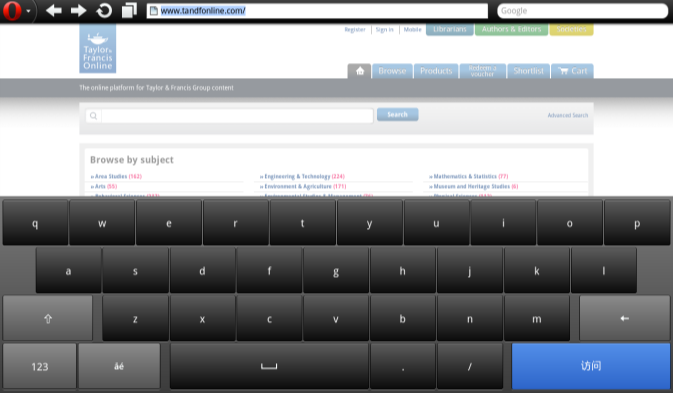 www.tandfonline.com/
Google
Register Sign in Mobile Librarians Authors & Editors Societies
Taylor & Francis Online
Browse Products Redeem a voucher Shortlist Cart
The online platform for Taylor & Francis Group content
Search
Advanced Search
Browse by subject
» Area Studies (162) » Engineering & Technology (224) » Mathematics & Statistics (77)
» Arts (55) » Environment & Agriculture (171) » Museum and Heritage Studies (6)
q w e r t y u i o p
a s d f g h j k l
z x c v b n m
123 áé . / 访问